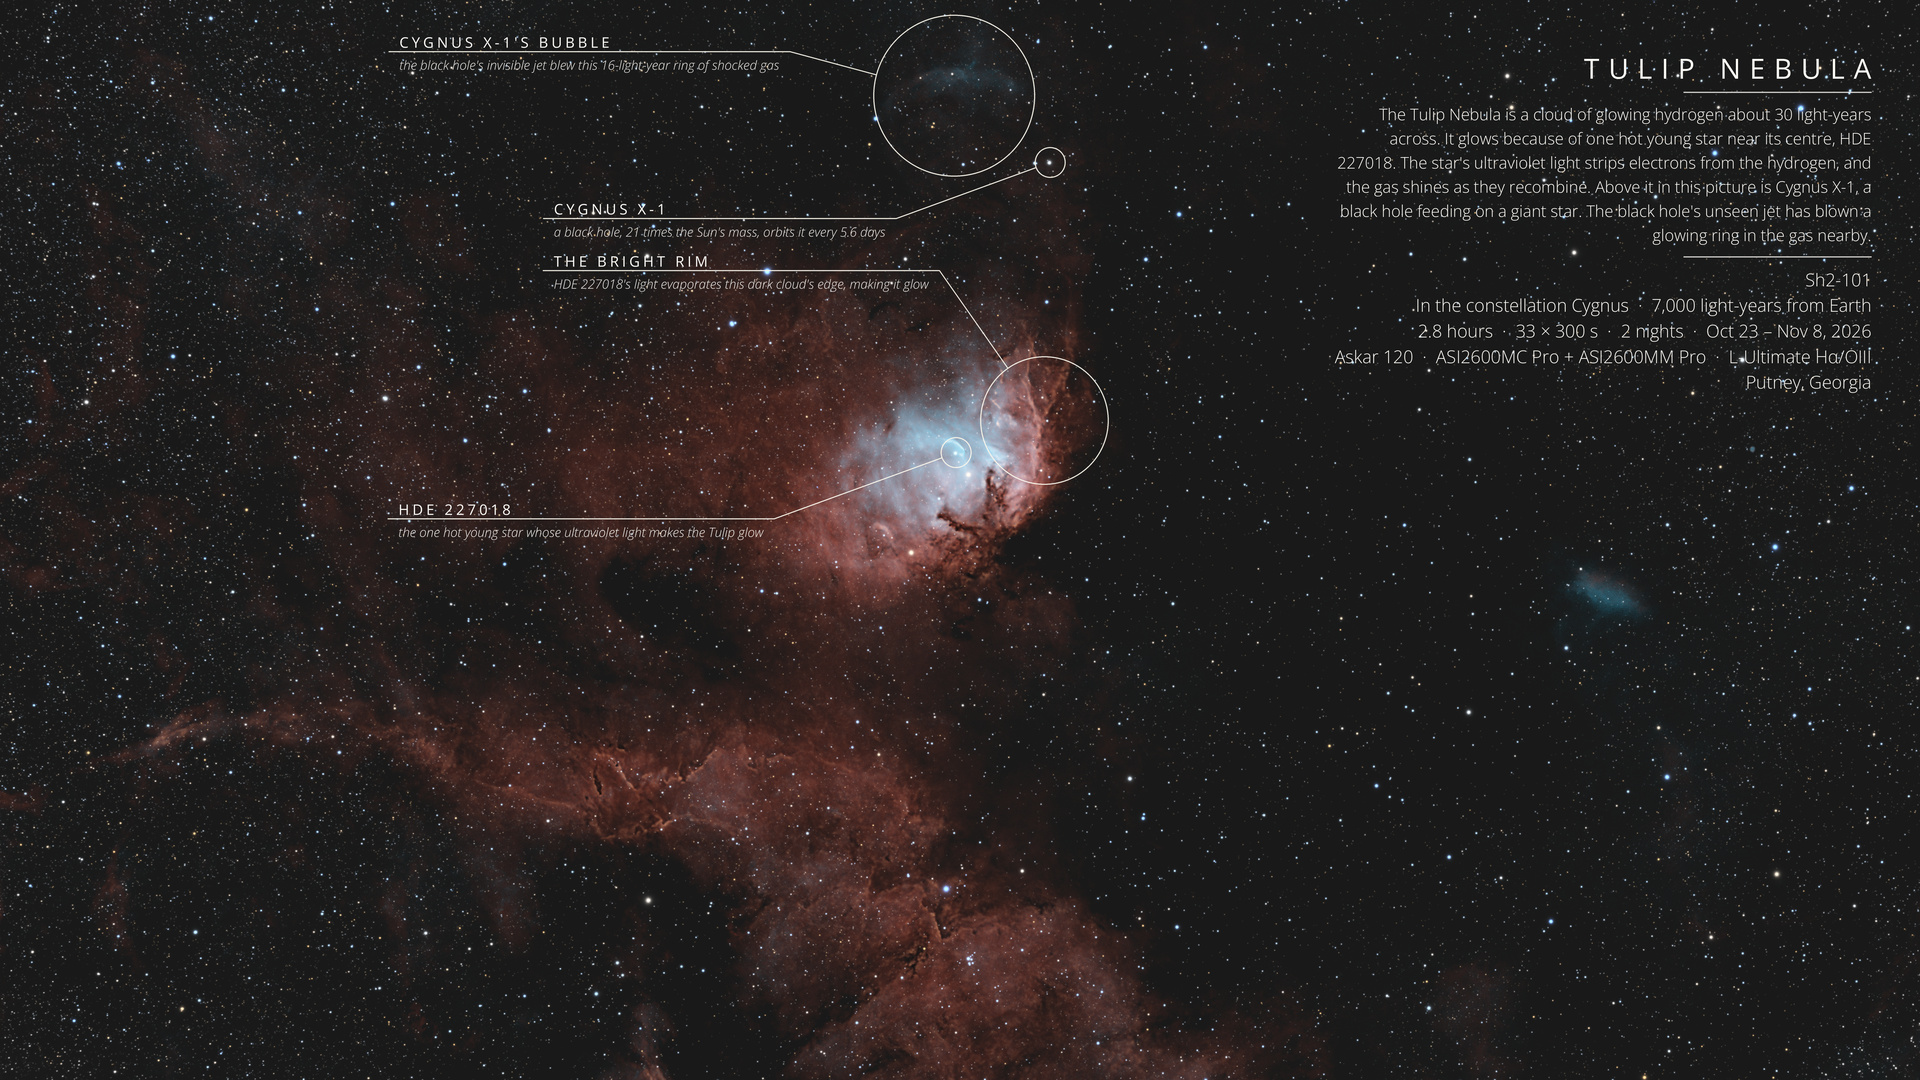 CYGNUS X-1'S BUBBLE
the black hole's invisible jet blew this 16-light-year ring of shocked gas
CYGNUS X-1
a black hole, 21 times the Sun's mass, orbits it every 5.6 days
THE BRIGHT RIM
HDE 227018's light evaporates this dark cloud's edge, making it glow
HDE 227018
the one hot young star whose ultraviolet light makes the Tulip glow
TULIP NEBULA
The Tulip Nebula is a cloud of glowing hydrogen about 30 light-years
across. It glows because of one hot young star near its centre, HDE
227018. The star's ultraviolet light strips electrons from the hydrogen, and
the gas shines as they recombine. Above it in this picture is Cygnus X-1, a
black hole feeding on a giant star. The black hole's unseen jet has blown a
glowing ring in the gas nearby.
Sh2-101
In the constellation Cygnus · 7,000 light-years from Earth
2.8 hours · 33 × 300 s · 2 nights · Oct 23 – Nov 8, 2026
Askar 120 · ASI2600MC Pro + ASI2600MM Pro · L-Ultimate Hα/OIII
Putney, Georgia